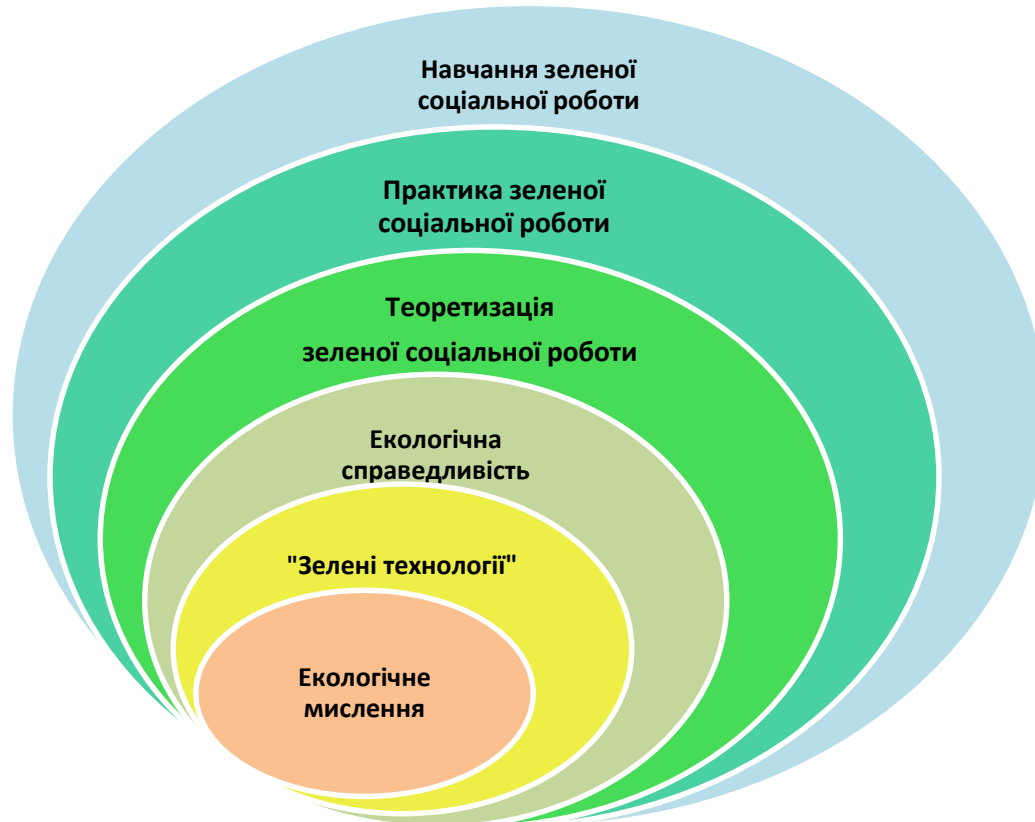 Навчання зеленої
соціальної роботи
Практика зеленої
соціальної роботи
Теоретизація
зеленої соціальної роботи
Екологічна
справедливість
"Зелені технології"
Екологічне
мислення